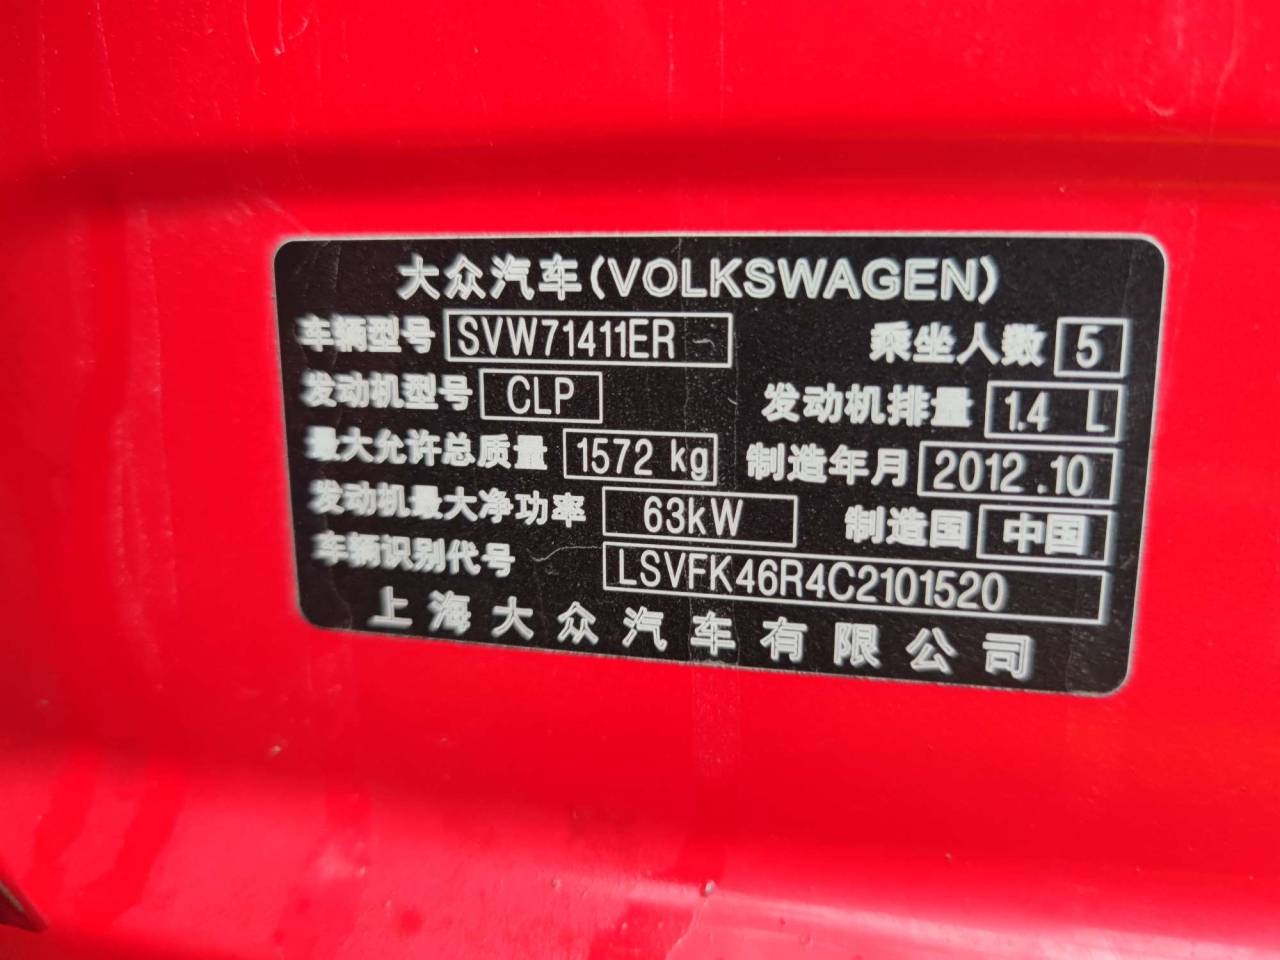 大众汽车(VOLKSWAGEN)
车辆型号 SVW71411ER 乘坐人数 5
发动机型号 CLP 发动机排量 1.4 L
最大允许总质量 1572 kg 制造年月 2012.10
发动机最大净功率 63kW 制造国 中国
车辆识别代号 LSVFK46R4C2101520
上海大众汽车有限公司